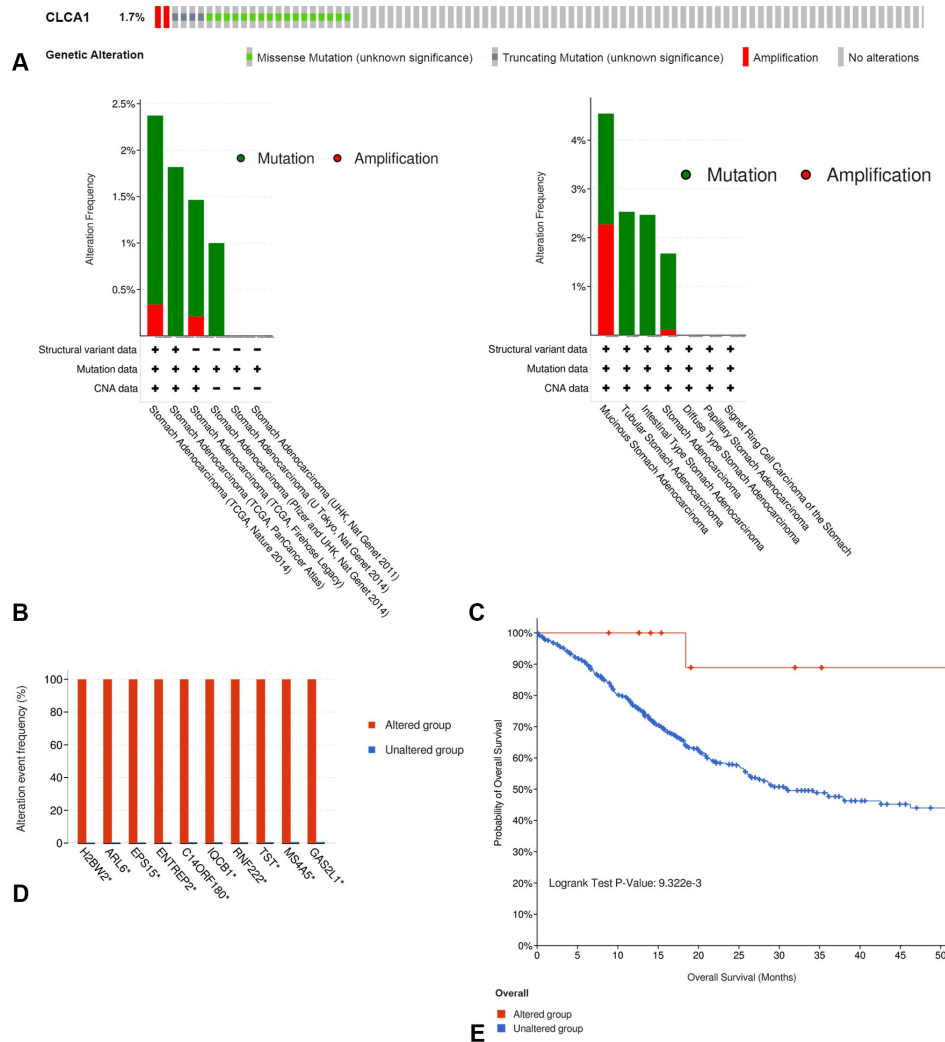 CLCA1 1.7%
A
Genetic Alteration
Missense Mutation (unknown significance)
Truncating Mutation (unknown significance)
Amplification
No alterations
2.5%
2%
1.5%
1%
0.5%
Alteration Frequency
Mutation
Amplification
Structural variant data + + − − − −
Mutation data + + + + + +
CNA data + + + − − −
Stomach Adenocarcinoma (TCGA, Nature 2014)
Stomach Adenocarcinoma (TCGA, PanCancer Atlas)
Stomach Adenocarcinoma (TCGA, Firehose Legacy)
Stomach Adenocarcinoma (Pfizer and UHK, Nat Genet 2014)
Stomach Adenocarcinoma (U Tokyo, Nat Genet 2014)
Stomach Adenocarcinoma (UHK, Nat Genet 2011)
B
4%
3%
2%
1%
Alteration Frequency
Mutation
Amplification
Structural variant data + + + + + + +
Mutation data + + + + + + +
CNA data + + + + + + +
Mucinous Stomach Adenocarcinoma
Tubular Stomach Adenocarcinoma
Intestinal Type Stomach Adenocarcinoma
Stomach Adenocarcinoma
Diffuse Type Stomach Adenocarcinoma
Papillary Stomach Adenocarcinoma
Signet Ring Cell Carcinoma of the Stomach
C
100
80
60
40
20
0
Alteration event frequency (%)
Altered group
Unaltered group
H2BW2*
ARL6*
EPS15*
ENTREP2*
C14ORF180*
IQCB1*
RNF222*
TST*
MS4A5*
GAS2L1*
D
100%
90%
80%
70%
60%
50%
40%
30%
20%
10%
0%
Probability of Overall Survival
Logrank Test P-Value: 9.322e-3
0 5 10 15 20 25 30 35 40 45 50
Overall Survival (Months)
Overall
Altered group
Unaltered group
E